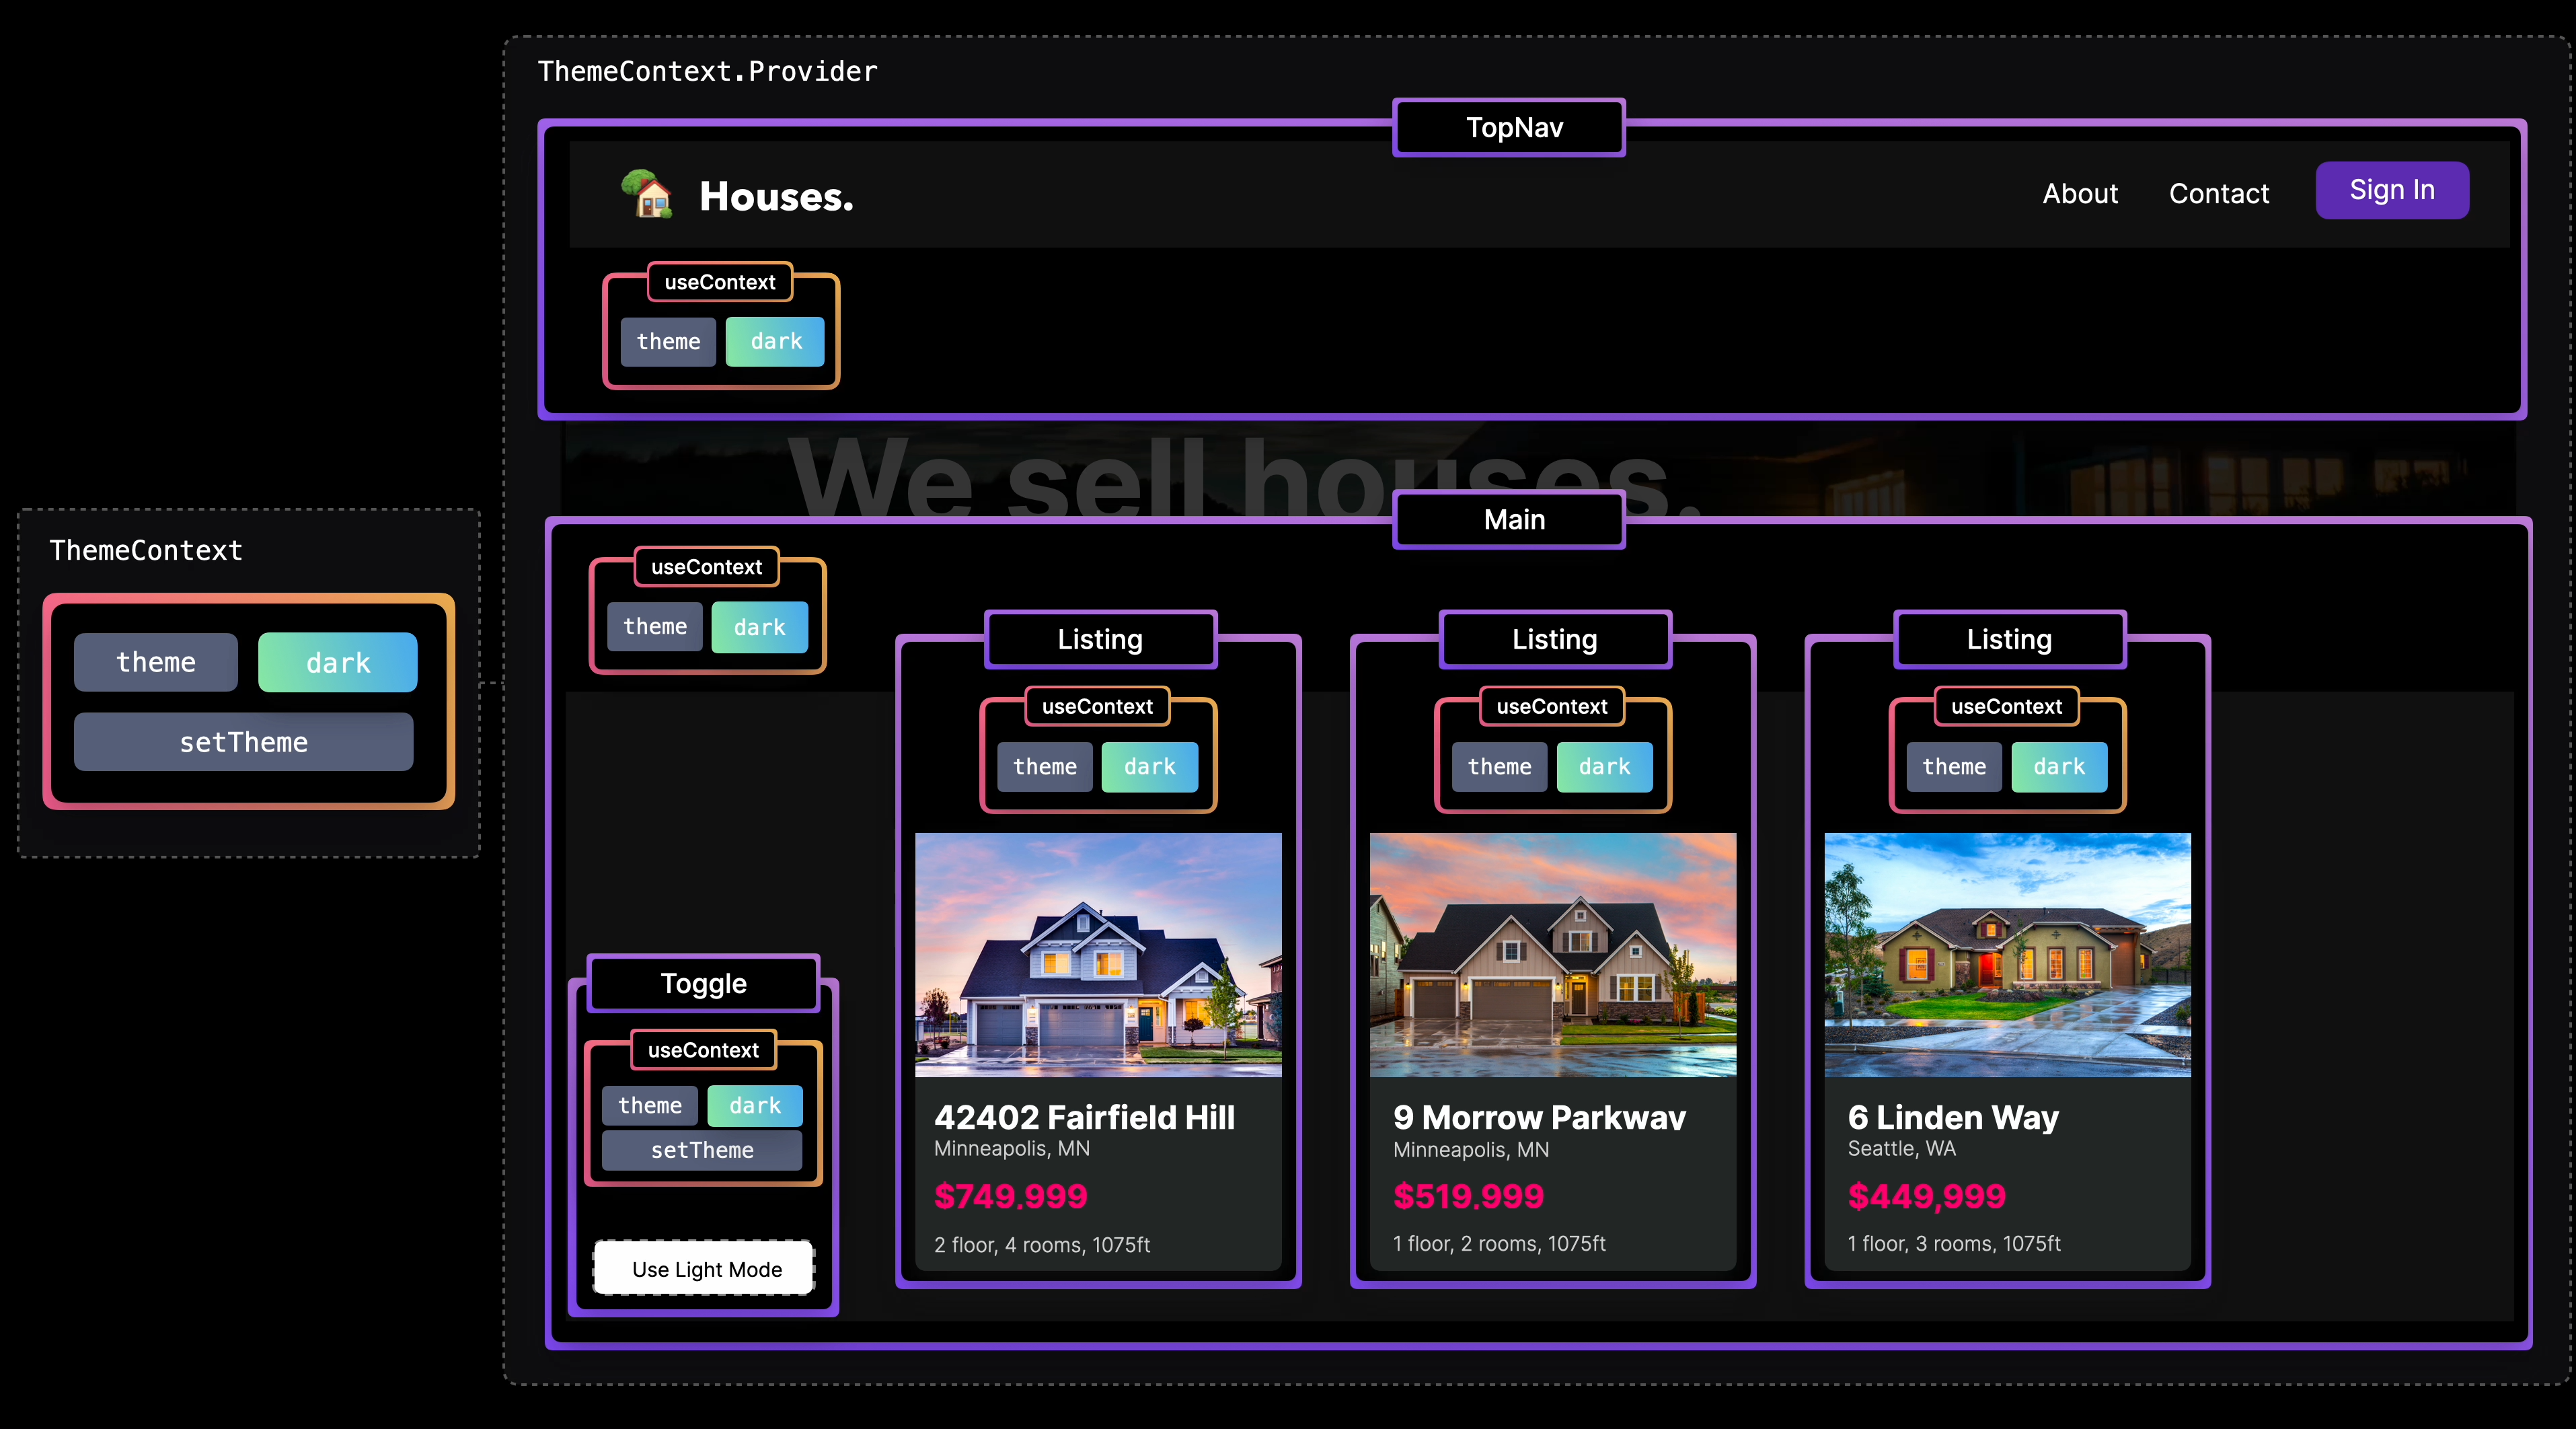 ThemeContext.Provider
TopNav
Houses.
About Contact Sign In
useContext
theme dark
We sell houses.
Main
ThemeContext
theme dark
setTheme
useContext
theme dark
Listing
useContext
theme dark
42402 Fairfield Hill
Minneapolis, MN
$749.999
2 floor, 4 rooms, 1075ft
Listing
useContext
theme dark
9 Morrow Parkway
Minneapolis, MN
$519.999
1 floor, 2 rooms, 1075ft
Listing
useContext
theme dark
6 Linden Way
Seattle, WA
$449,999
1 floor, 3 rooms, 1075ft
Toggle
useContext
theme dark
setTheme
Use Light Mode